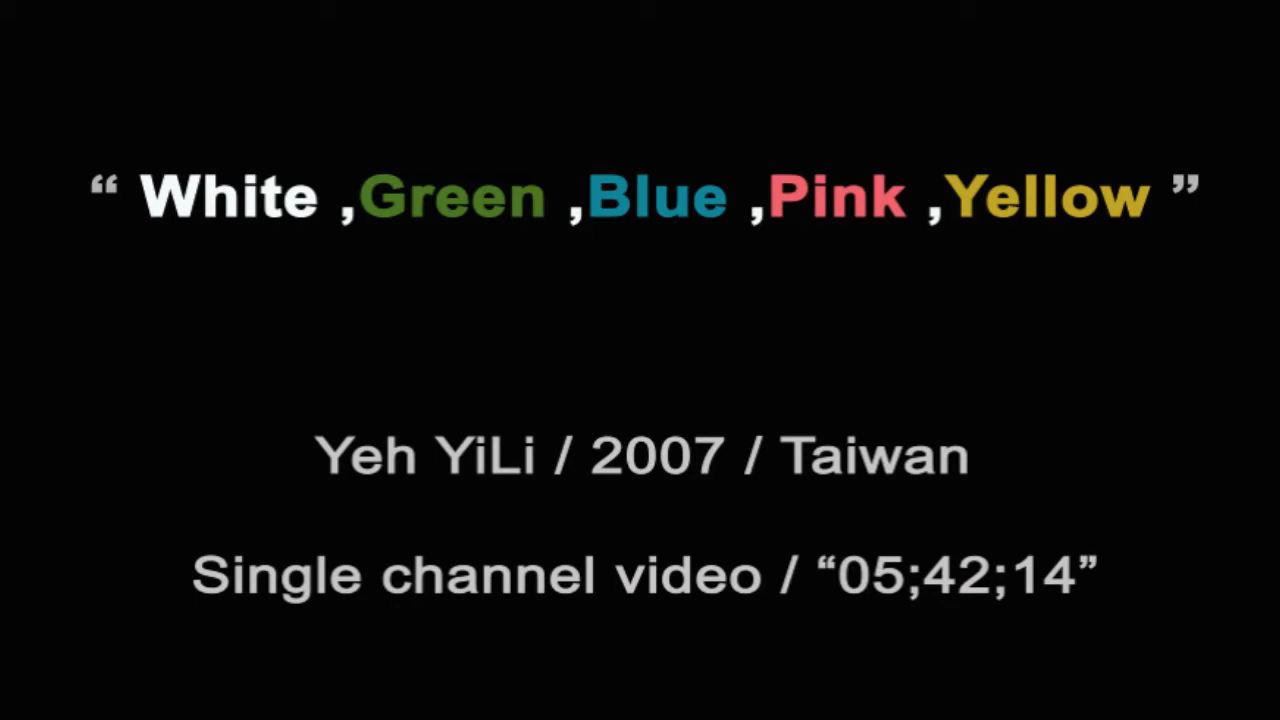 “ White ,Green ,Blue ,Pink ,Yellow ”
Yeh YiLi / 2007 / Taiwan
Single channel video / “05;42;14”